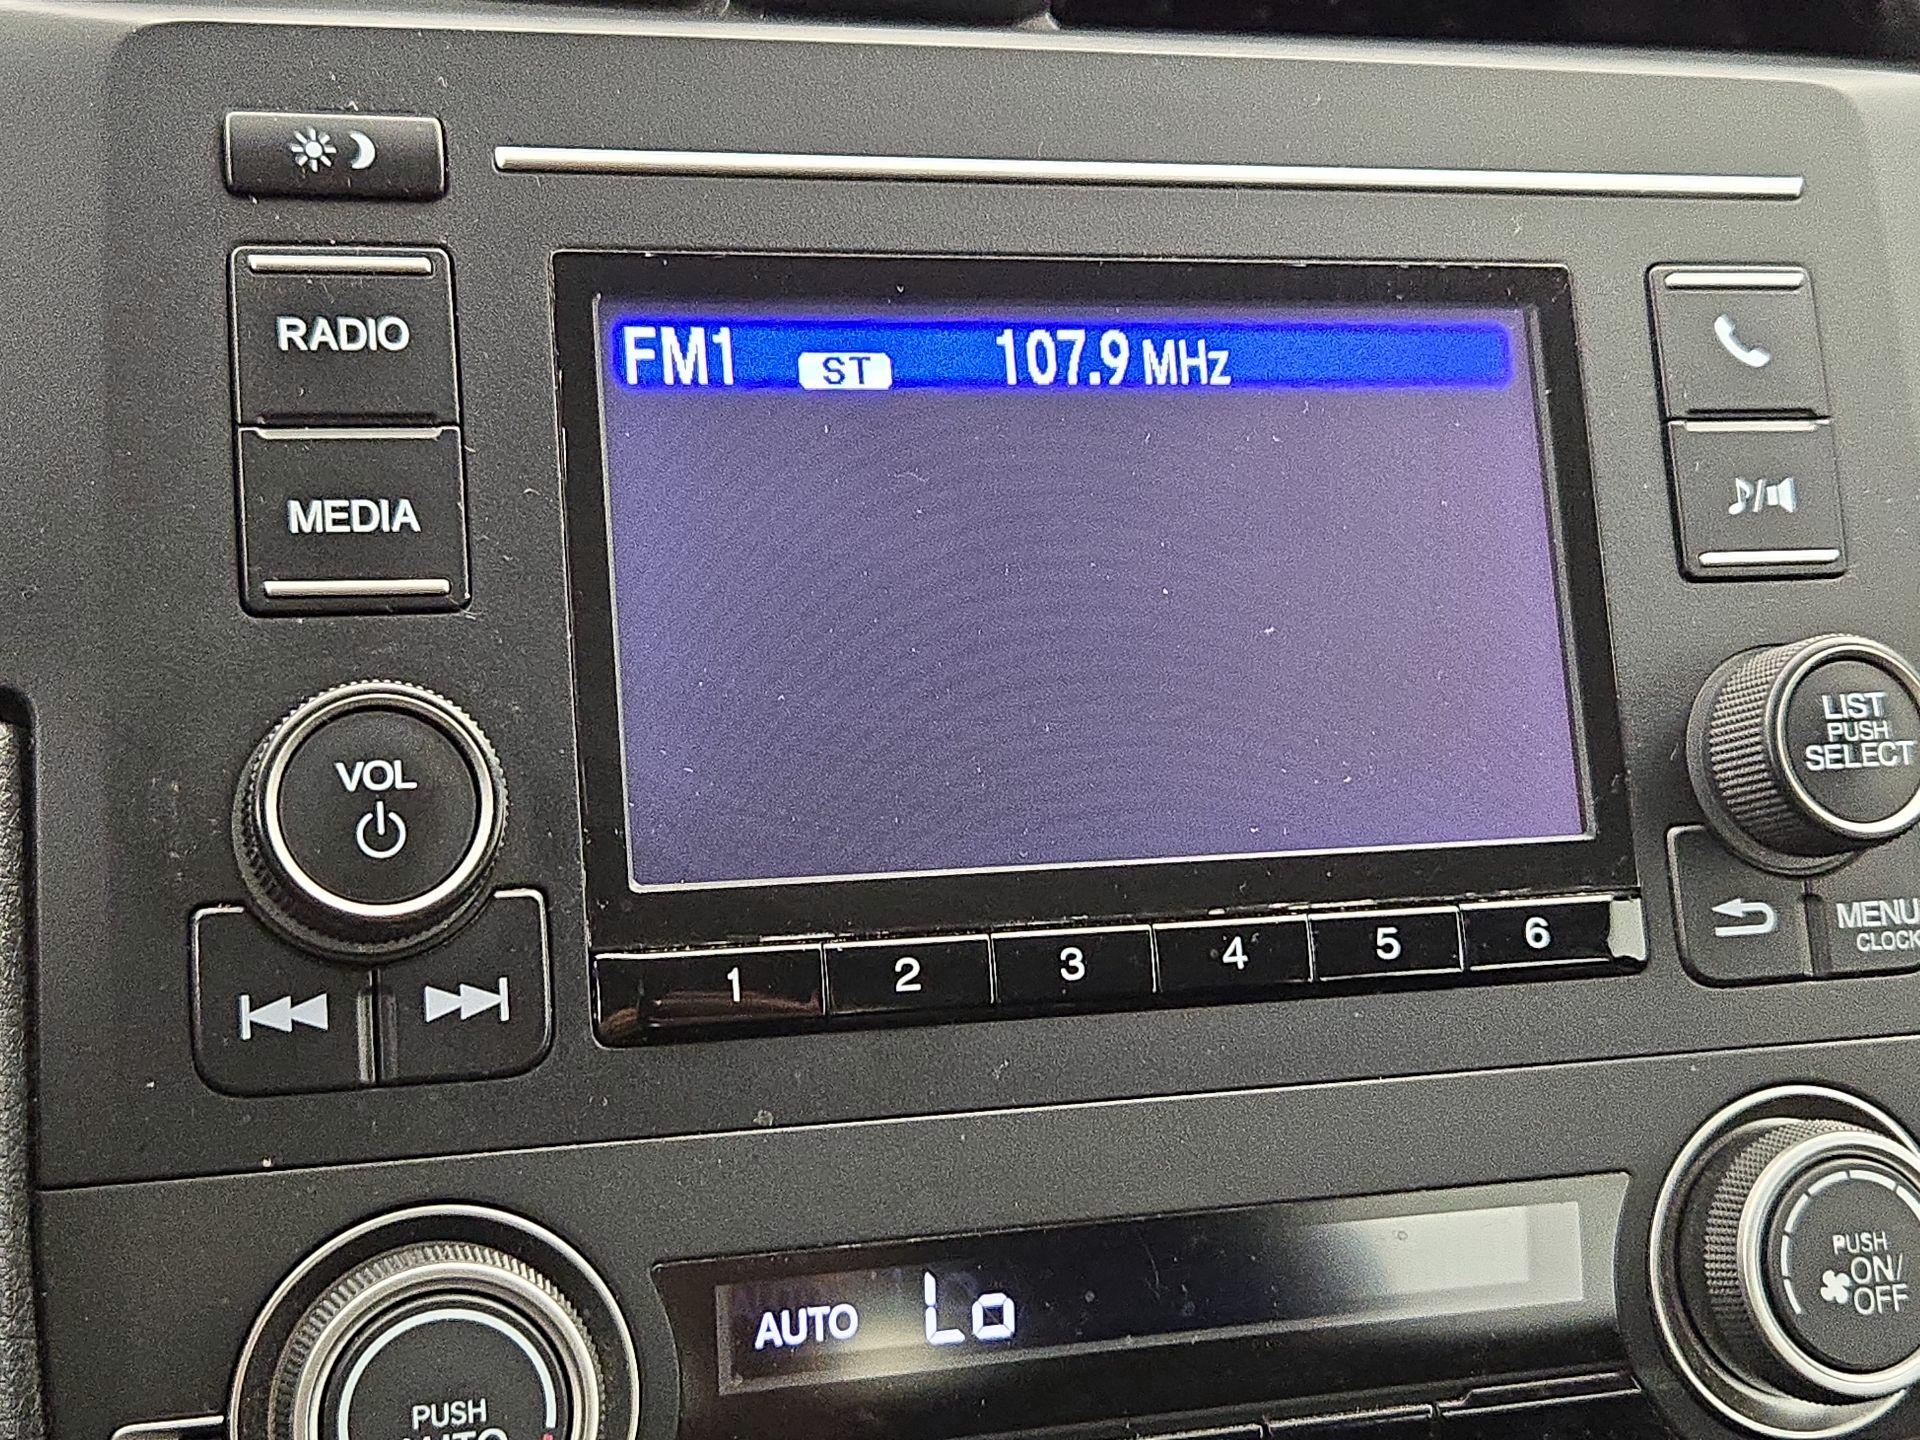 RADIO
MEDIA
FM1 ST 107.9 MHz
VOL
LIST
PUSH
SELECT
MENU
CLOCK
1 2 3 4 5 6
AUTO Lo
PUSH
AUTO
PUSH
ON/
OFF